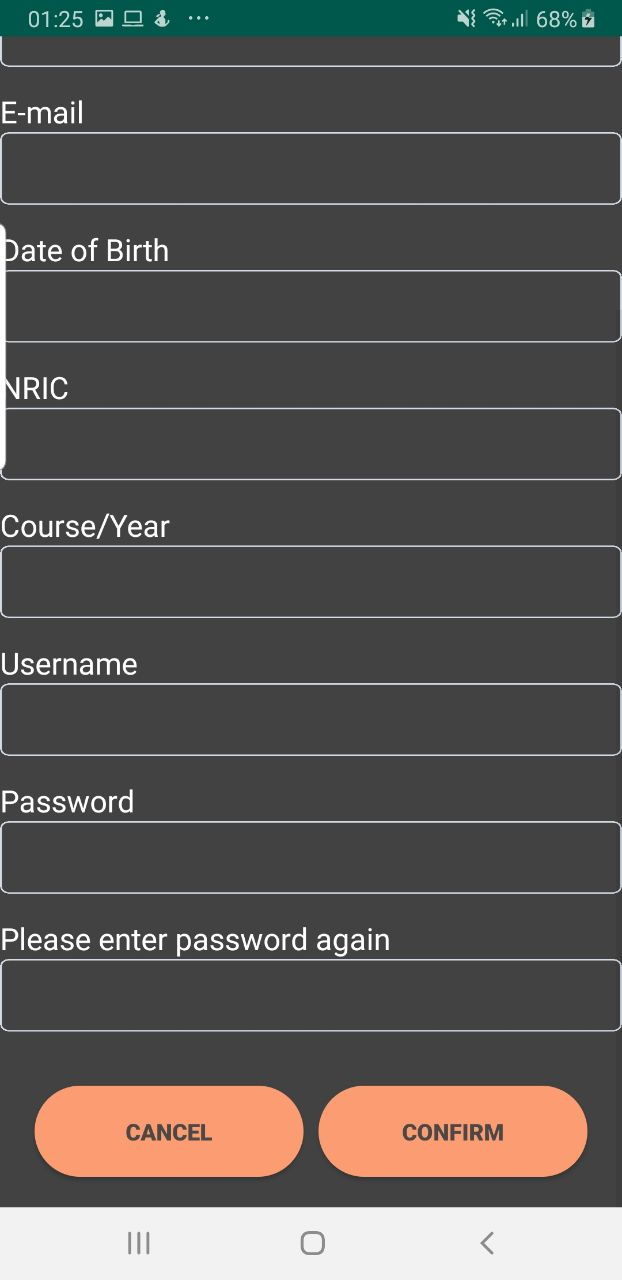 01:25 68%
E-mail
Date of Birth
NRIC
Course/Year
Username
Password
Please enter password again
CANCEL CONFIRM